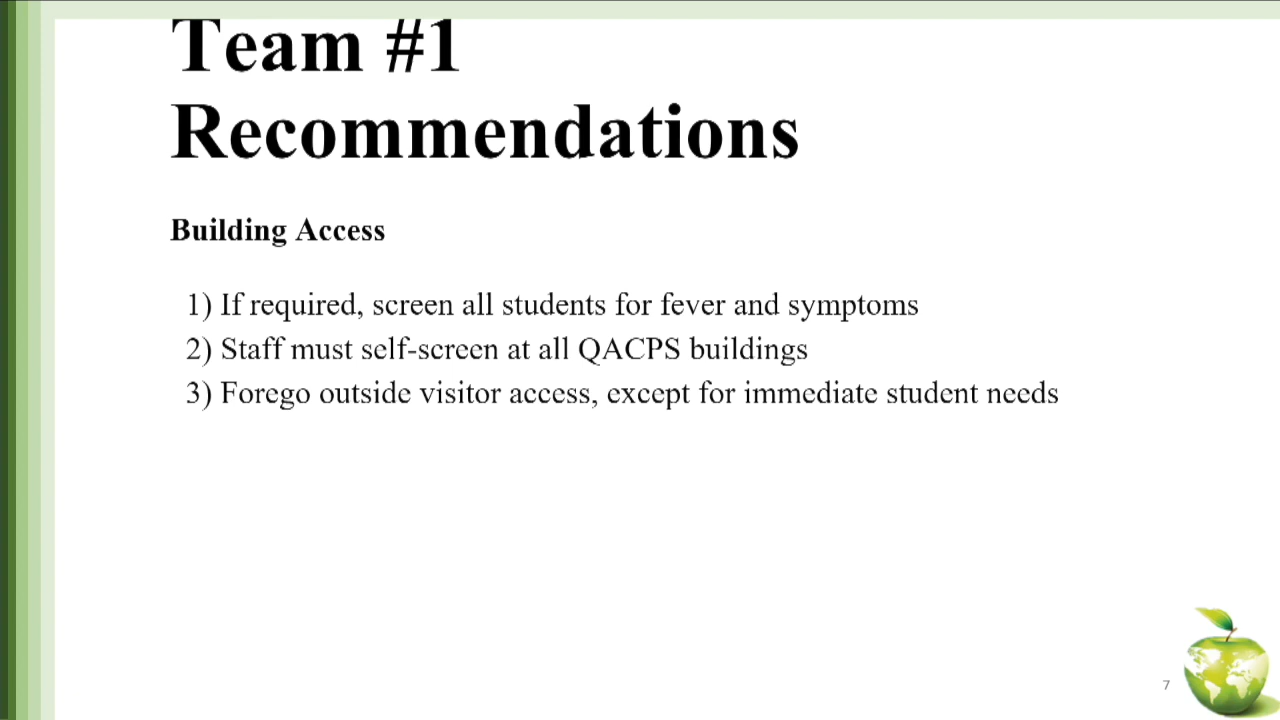 Team #1
Recommendations
Building Access
1) If required, screen all students for fever and symptoms
2) Staff must self-screen at all QACPS buildings
3) Forego outside visitor access, except for immediate student needs
7